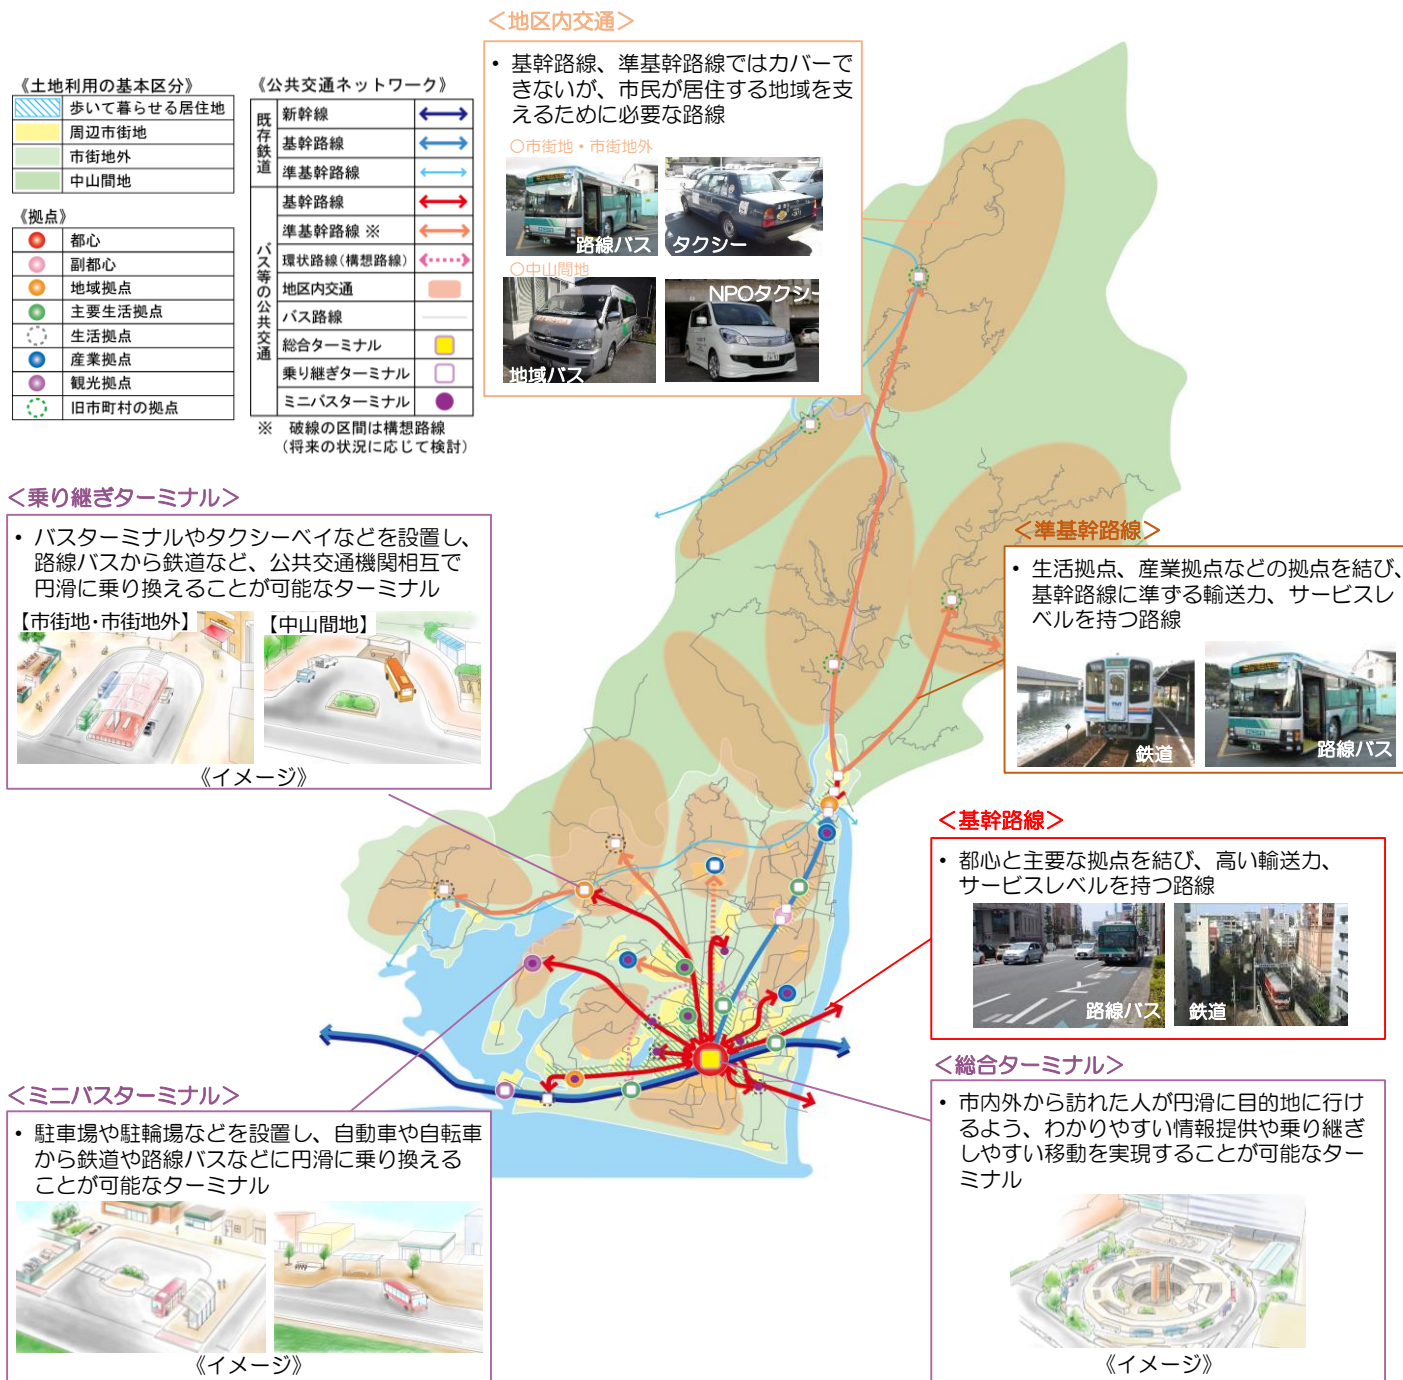 ＜地区内交通＞
• 基幹路線、準基幹路線ではカバーで
きないが、市民が居住する地域を支
えるために必要な路線
○市街地・市街地外
路線バス
タクシー
○中山間地
地域バス
NPOタクシー
《土地利用の基本区分》
歩いて暮らせる居住地
周辺市街地
市街地外
中山間地
《拠点》
都心
副都心
地域拠点
主要生活拠点
生活拠点
産業拠点
観光拠点
旧市町村の拠点
《公共交通ネットワーク》
既存鉄道
新幹線
基幹路線
準基幹路線
バス等の公共交通
基幹路線
準基幹路線 ※
環状路線(構想路線)
地区内交通
バス路線
総合ターミナル
乗り継ぎターミナル
ミニバスターミナル
※ 破線の区間は構想路線
(将来の状況に応じて検討)
＜乗り継ぎターミナル＞
• バスターミナルやタクシーベイなどを設置し、
路線バスから鉄道など、公共交通機関相互で
円滑に乗り換えることが可能なターミナル
【市街地・市街地外】
【中山間地】
《イメージ》
＜準基幹路線＞
• 生活拠点、産業拠点などの拠点を結び、
基幹路線に準ずる輸送力、サービスレ
ベルを持つ路線
鉄道
路線バス
＜基幹路線＞
• 都心と主要な拠点を結び、高い輸送力、
サービスレベルを持つ路線
路線バス
鉄道
＜ミニバスターミナル＞
• 駐車場や駐輪場などを設置し、自動車や自転車
から鉄道や路線バスなどに円滑に乗り換える
ことが可能なターミナル
《イメージ》
＜総合ターミナル＞
• 市内外から訪れた人が円滑に目的地に行け
るよう、わかりやすい情報提供や乗り継ぎ
しやすい移動を実現することが可能なター
ミナル
《イメージ》